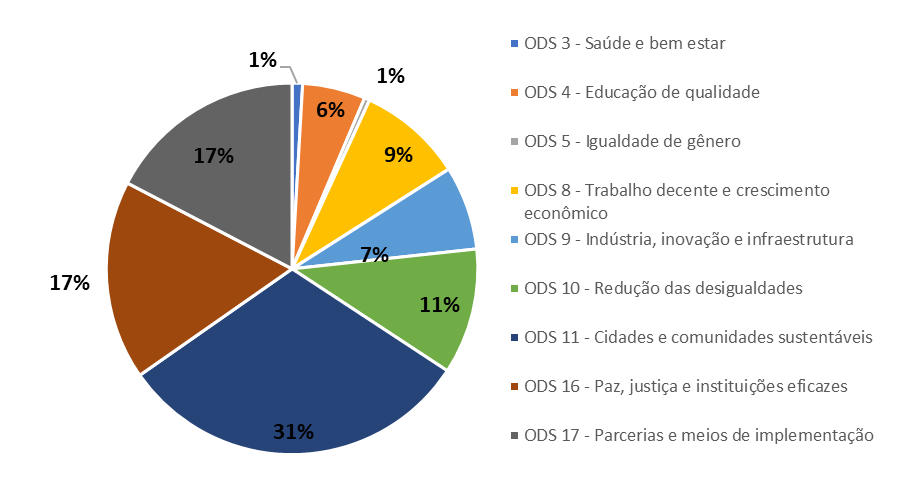 1%
1%
6%
9%
17%
7%
17%
11%
31%
ODS 3 - Saúde e bem estar
ODS 4 - Educação de qualidade
ODS 5 - Igualdade de gênero
ODS 8 - Trabalho decente e crescimento
econômico
ODS 9 - Indústria, inovação e infraestrutura
ODS 10 - Redução das desigualdades
ODS 11 - Cidades e comunidades sustentáveis
ODS 16 - Paz, justiça e instituições eficazes
ODS 17 - Parcerias e meios de implementação